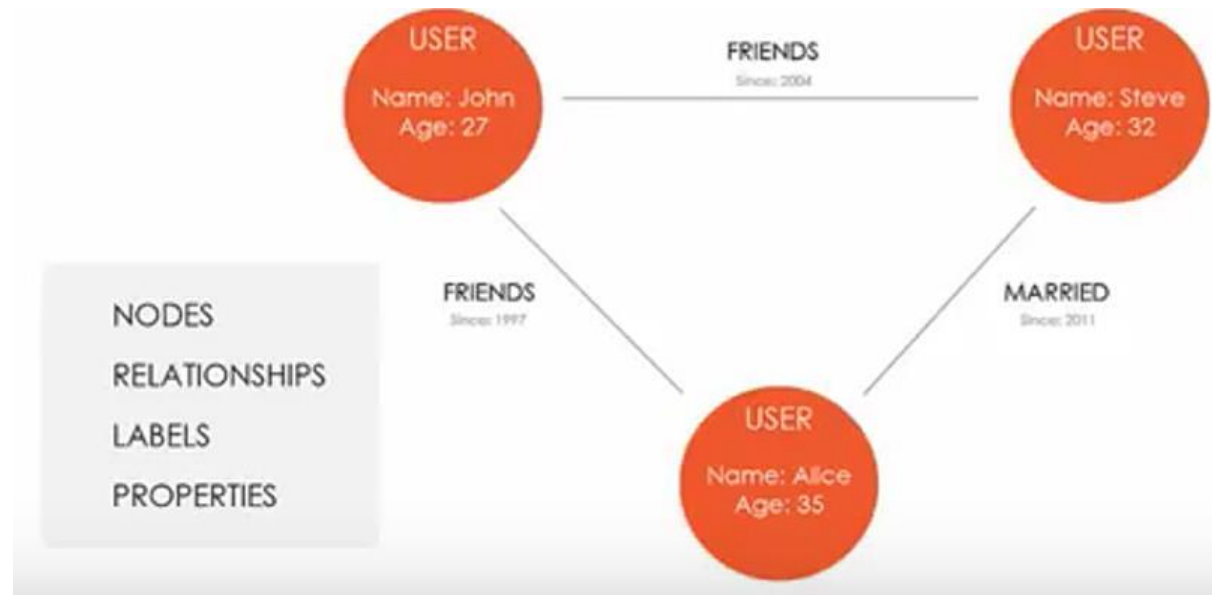 USER
Name: John
Age: 27
FRIENDS
Since: 2004
USER
Name: Steve
Age: 32
FRIENDS
Since: 1997
MARRIED
Since: 2011
NODES
RELATIONSHIPS
LABELS
PROPERTIES
USER
Name: Alice
Age: 35